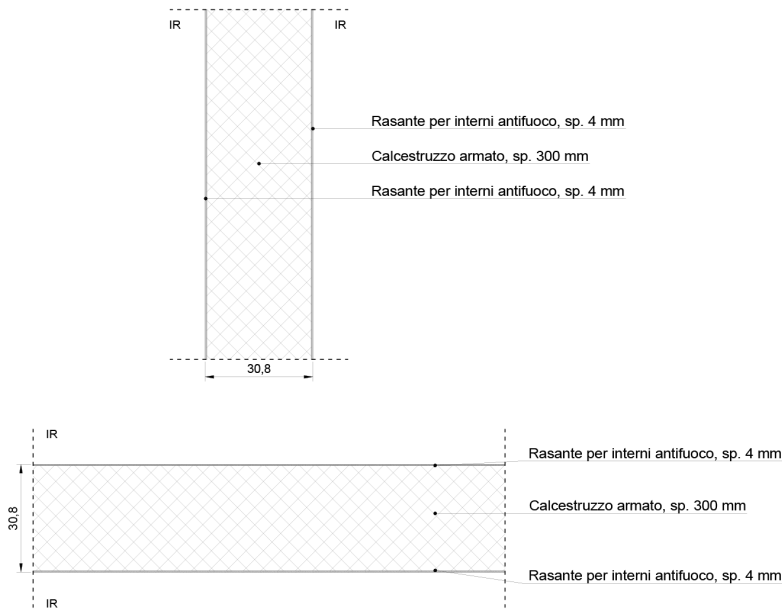 IR
IR
Rasante per interni antifuoco, sp. 4 mm
Calcestruzzo armato, sp. 300 mm
Rasante per interni antifuoco, sp. 4 mm
30,8
IR
Rasante per interni antifuoco, sp. 4 mm
30,8
Calcestruzzo armato, sp. 300 mm
Rasante per interni antifuoco, sp. 4 mm
IR